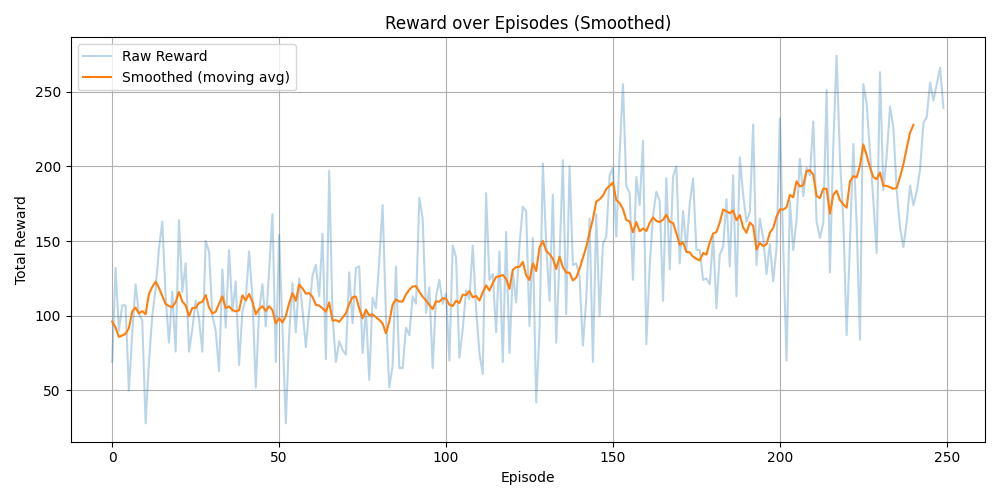 Reward over Episodes (Smoothed)
Raw Reward
Smoothed (moving avg)
Total Reward
250
200
150
100
50
0
50
100
150
200
250
Episode